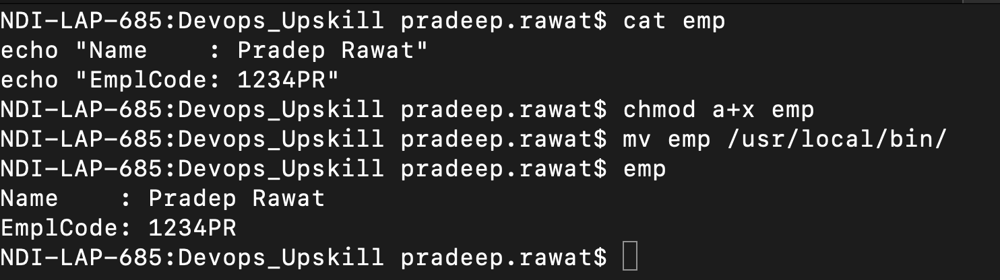 NDI-LAP-685:Devops_Upskill pradeep.rawat$ cat emp
echo "Name    : Pradep Rawat"
echo "EmplCode: 1234PR"
NDI-LAP-685:Devops_Upskill pradeep.rawat$ chmod a+x emp
NDI-LAP-685:Devops_Upskill pradeep.rawat$ mv emp /usr/local/bin/
NDI-LAP-685:Devops_Upskill pradeep.rawat$ emp
Name    : Pradep Rawat
EmplCode: 1234PR
NDI-LAP-685:Devops_Upskill pradeep.rawat$